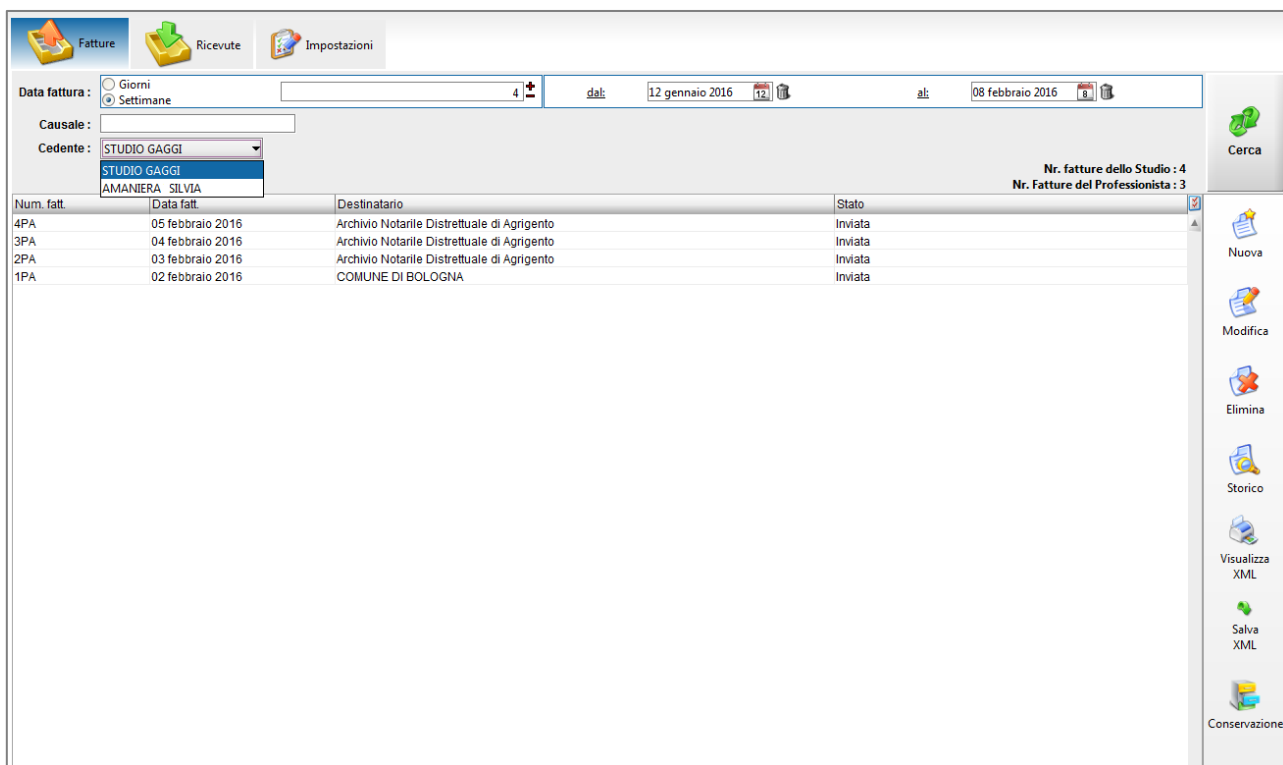 Fatture Ricevute Impostazioni
Data fattura : Giorni
Settimane 4 dal: 12 gennaio 2016 12 al: 08 febbraio 2016 8
Causale :
Cedente : STUDIO GAGGI
STUDIO GAGGI
AMANIERA SILVIA
Cerca
Nr. fatture dello Studio : 4
Nr. Fatture del Professionista : 3
Num. fatt. Data fatt. Destinatario Stato
4PA 05 febbraio 2016 Archivio Notarile Distrettuale di Agrigento Inviata
3PA 04 febbraio 2016 Archivio Notarile Distrettuale di Agrigento Inviata
2PA 03 febbraio 2016 Archivio Notarile Distrettuale di Agrigento Inviata
1PA 02 febbraio 2016 COMUNE DI BOLOGNA Inviata
Nuova
Modifica
Elimina
Storico
Visualizza
XML
Salva
XML
Conservazione